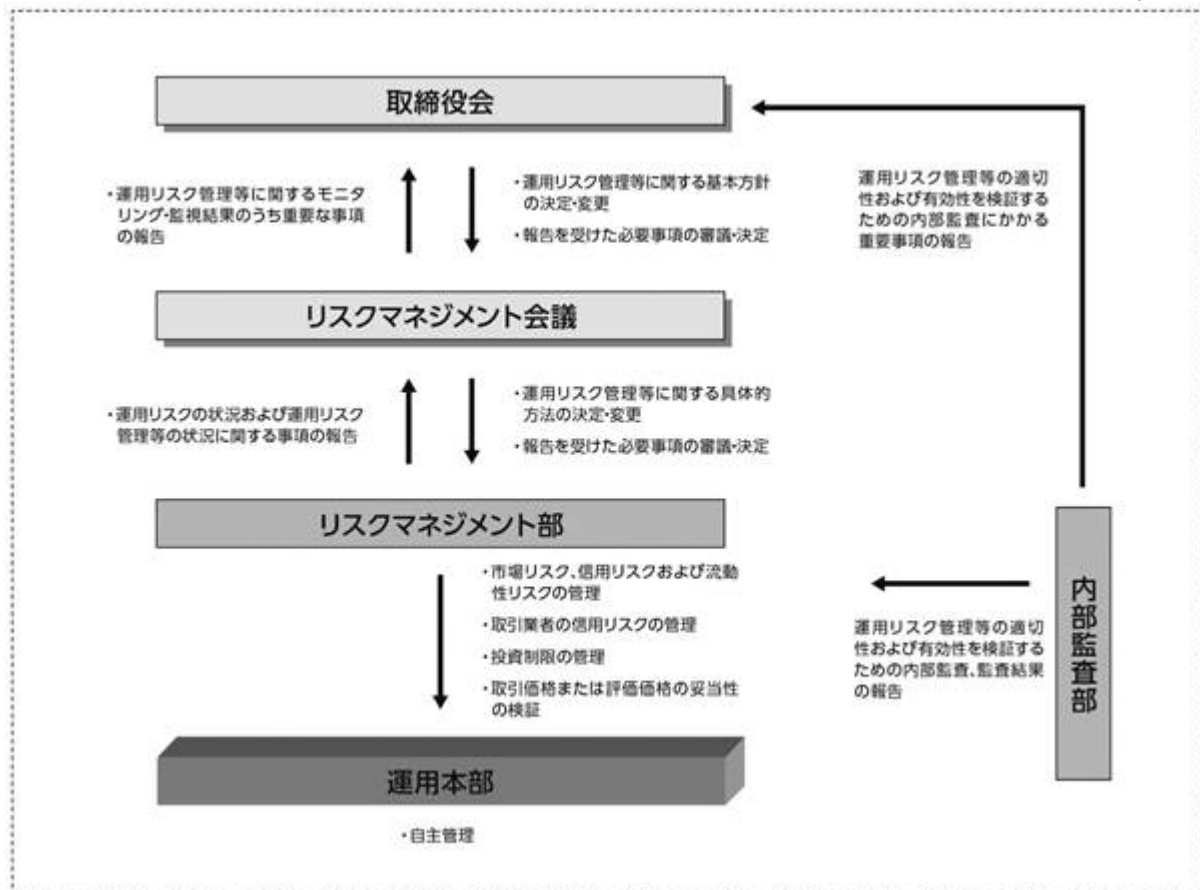 取締役会
・運用リスク管理等に関するモニタ
リング・監視結果のうち重要な事項
の報告
・運用リスク管理等に関する基本方針
の決定・変更
・報告を受けた必要事項の審議・決定
運用リスク管理等の適切
性および有効性を検証す
るための内部監査にかかる
重要事項の報告
リスクマネジメント会議
・運用リスクの状況および運用リスク
管理等の状況に関する事項の報告
・運用リスク管理等に関する具体的
方法の決定・変更
・報告を受けた必要事項の審議・決定
リスクマネジメント部
・市場リスク、信用リスクおよび流動
性リスクの管理
・取引業者の信用リスクの管理
・投資制限の管理
・取引価格または評価価格の妥当性
の検証
運用リスク管理等の適切
性および有効性を検証する
ための内部監査、監査結果
の報告
内部監査部
運用本部
・自主管理